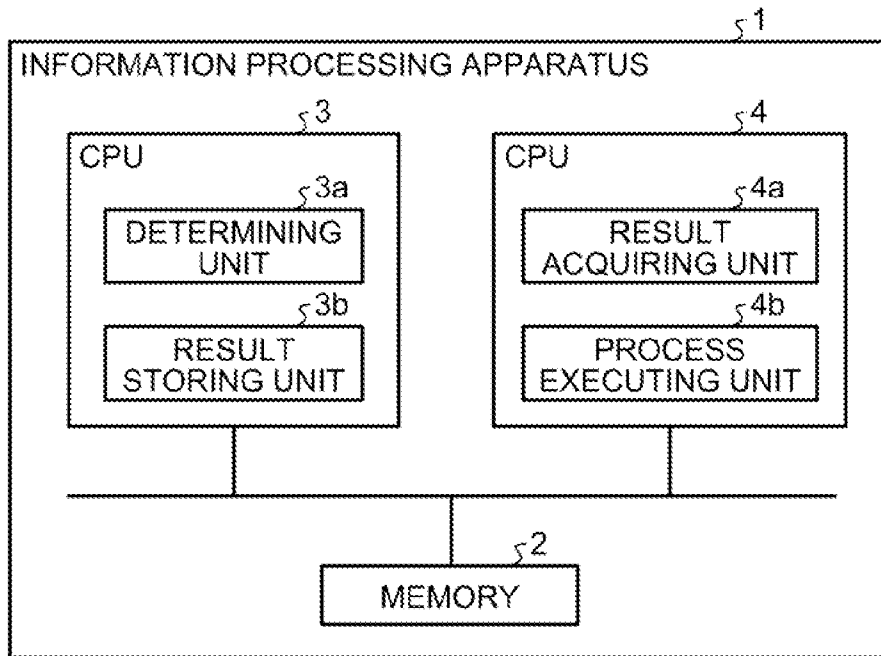 1
INFORMATION PROCESSING APPARATUS
3
CPU
3a
DETERMINING
UNIT
3b
RESULT
STORING UNIT
4
CPU
4a
RESULT
ACQUIRING UNIT
4b
PROCESS
EXECUTING UNIT
2
MEMORY